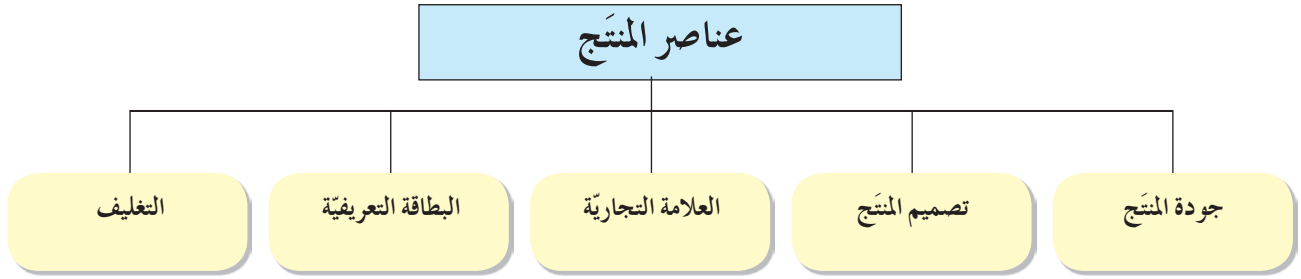 عناصر المنتَج
جودة المنتَج
تصميم المنتَج
العلامة التجاريّة
البطاقة التعريفيّة
التغليف